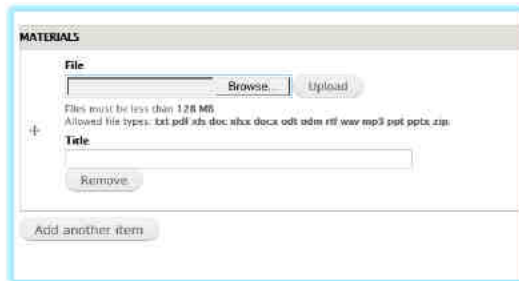 MATERIALS
File
Browse... Upload
Files must be less than 128 MB.
Allowed file types: txt pdf xls doc xlsx docx odt odm rtf wav mp3 ppt pptx zip.
Title
Remove
Add another item